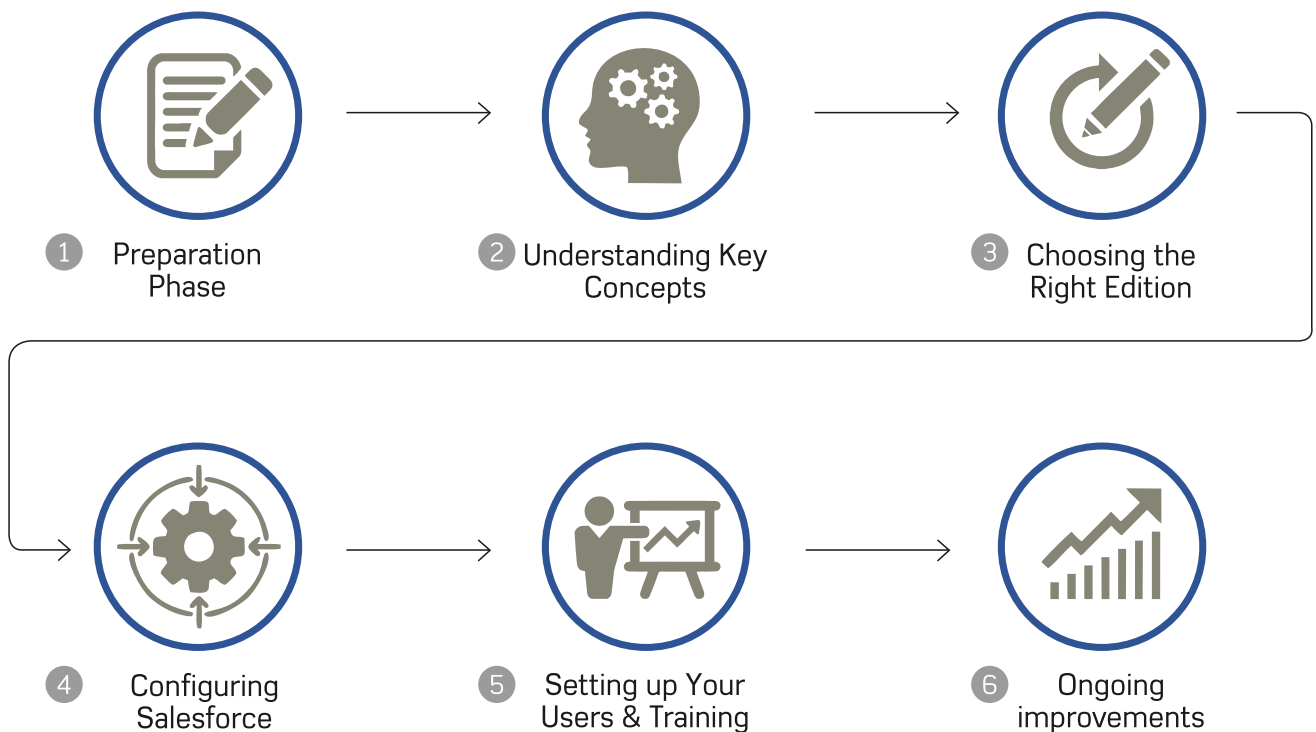 1 Preparation
Phase
2 Understanding Key
Concepts
3 Choosing the
Right Edition
4 Configuring
Salesforce
5 Setting up Your
Users & Training
6 Ongoing
improvements